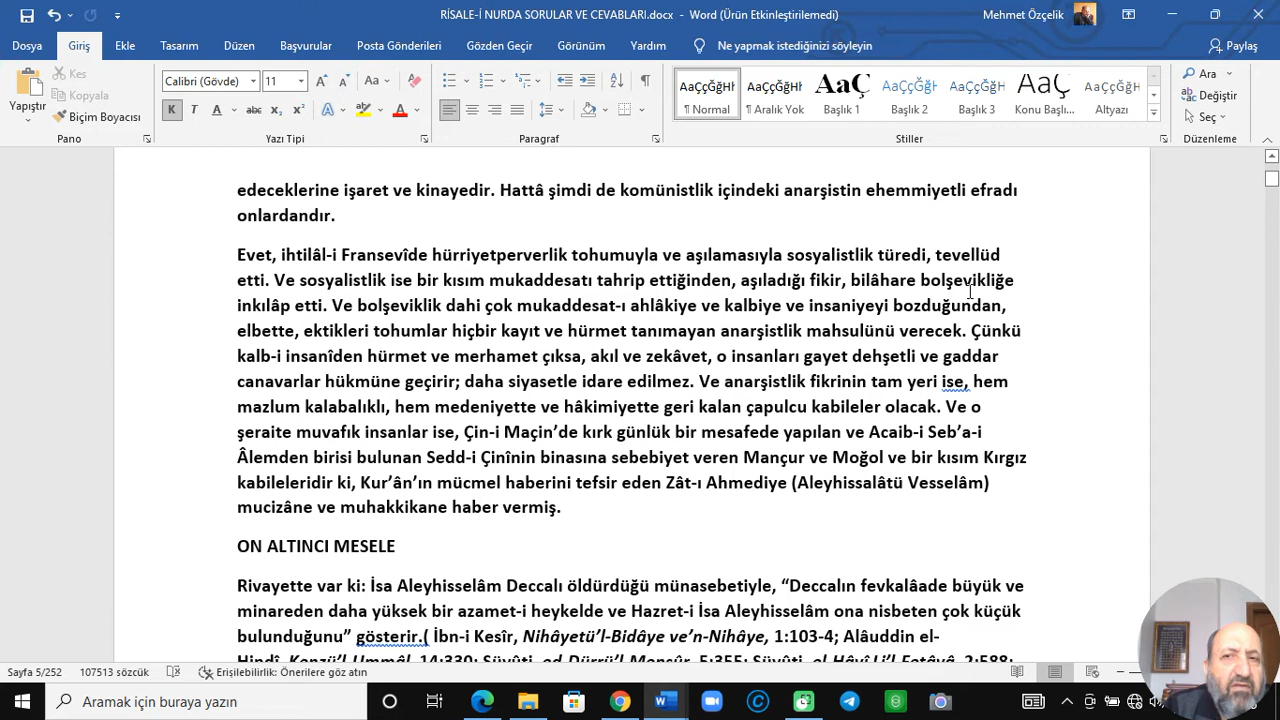 RİSALE-İ NURDA SORULAR VE CEVABLARI.docx - Word (Ürün Etkinleştirilemedi)
Mehmet Özçelik
Dosya Giriş Ekle Tasarım Düzen Başvurular Posta Gönderileri Gözden Geçir Görünüm Yardım Ne yapmak istediğinizi söyleyin Paylaş
Yapıştır
Kes
Kopyala
Biçim Boyacısı
Pano
Calibri (Gövde) 11
Yazı Tipi
Paragraf
AaÇçĞğH AaÇçĞğH AaÇ AaÇçĞğH AaÇçĞğH AaÇ AaÇçĞğH
¶ Normal ¶ Aralık Yok Başlık 1 Başlık 2 Başlık 3 Konu Başlı... Altyazı
Stiller
Ara
Değiştir
Seç
Düzenleme
edeceklerine işaret ve kinayedir. Hattâ şimdi de komünistlik içindeki anarşistin ehemmiyetli efradı
onlardandır.
Evet, ihtilâl-i Fransevîde hürriyetperverlik tohumuyla ve aşılamasıyla sosyalistlik türedi, tevellüd
etti. Ve sosyalistlik ise bir kısım mukaddesatı tahrip ettiğinden, aşıladığı fikir, bilâhare bolşevikliğe
inkılâp etti. Ve bolşeviklik dahi çok mukaddesat-ı ahlâkiye ve kalbiye ve insaniyeyi bozduğundan,
elbette, ektikleri tohumlar hiçbir kayıt ve hürmet tanımayan anarşistlik mahsulünü verecek. Çünkü
kalb-i insanîden hürmet ve merhamet çıksa, akıl ve zekâvet, o insanları gayet dehşetli ve gaddar
canavarlar hükmüne geçirir; daha siyasetle idare edilmez. Ve anarşistlik fikrinin tam yeri ise, hem
mazlum kalabalıklı, hem medeniyette ve hâkimiyette geri kalan çapulcu kabileler olacak. Ve o
şeraite muvafık insanlar ise, Çin-i Maçin’de kırk günlük bir mesafede yapılan ve Acaib-i Seb’a-i
Âlemden birisi bulunan Sedd-i Çinînin binasına sebebiyet veren Mançur ve Moğol ve bir kısım Kırgız
kabileleridir ki, Kur’ân’ın mücmel haberini tefsir eden Zât-ı Ahmediye (Aleyhissalâtü Vesselâm)
mucizâne ve muhakkikane haber vermiş.
ON ALTINCI MESELE
Rivayette var ki: İsa Aleyhisselâm Deccalı öldürdüğü münasebetiyle, “Deccalın fevkalâade büyük ve
minareden daha yüksek bir azamet-i heykelde ve Hazret-i İsa Aleyhisselâm ona nisbeten çok küçük
bulunduğunu” gösterir.( İbn-i Kesîr, Nihâyetü’l-Bidâye ve’n-Nihâye, 1:103-4; Alâuddin el-
Hindî, Kenzü’l-Ummâl, 14:330; Süyûti, ed-Dürrü’l-Mensûr, 5:355; Süyûti, el-Hâvî Li’l-Fetâvâ, 2:588;
Sayfa 5/252 107513 sözcük Erişilebilirlik: Önerilere göz atın
Aramak için buraya yazın